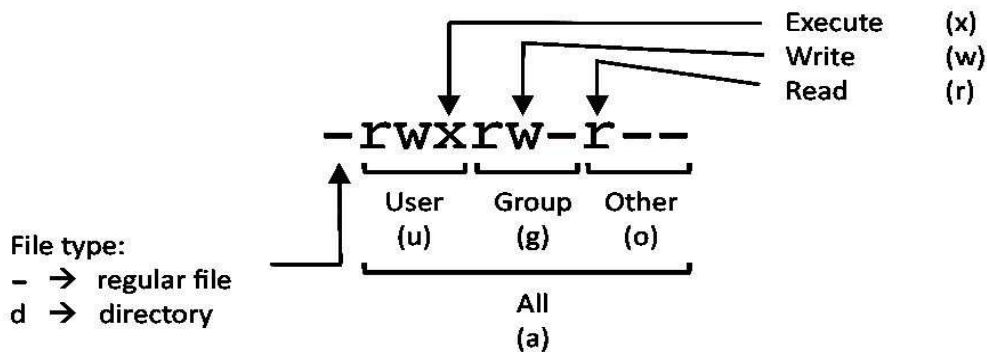 Execute (x)
Write (w)
Read (r)
-rwxrw-r--
User Group Other
(u) (g) (o)
File type:
- → regular file
d → directory
All
(a)